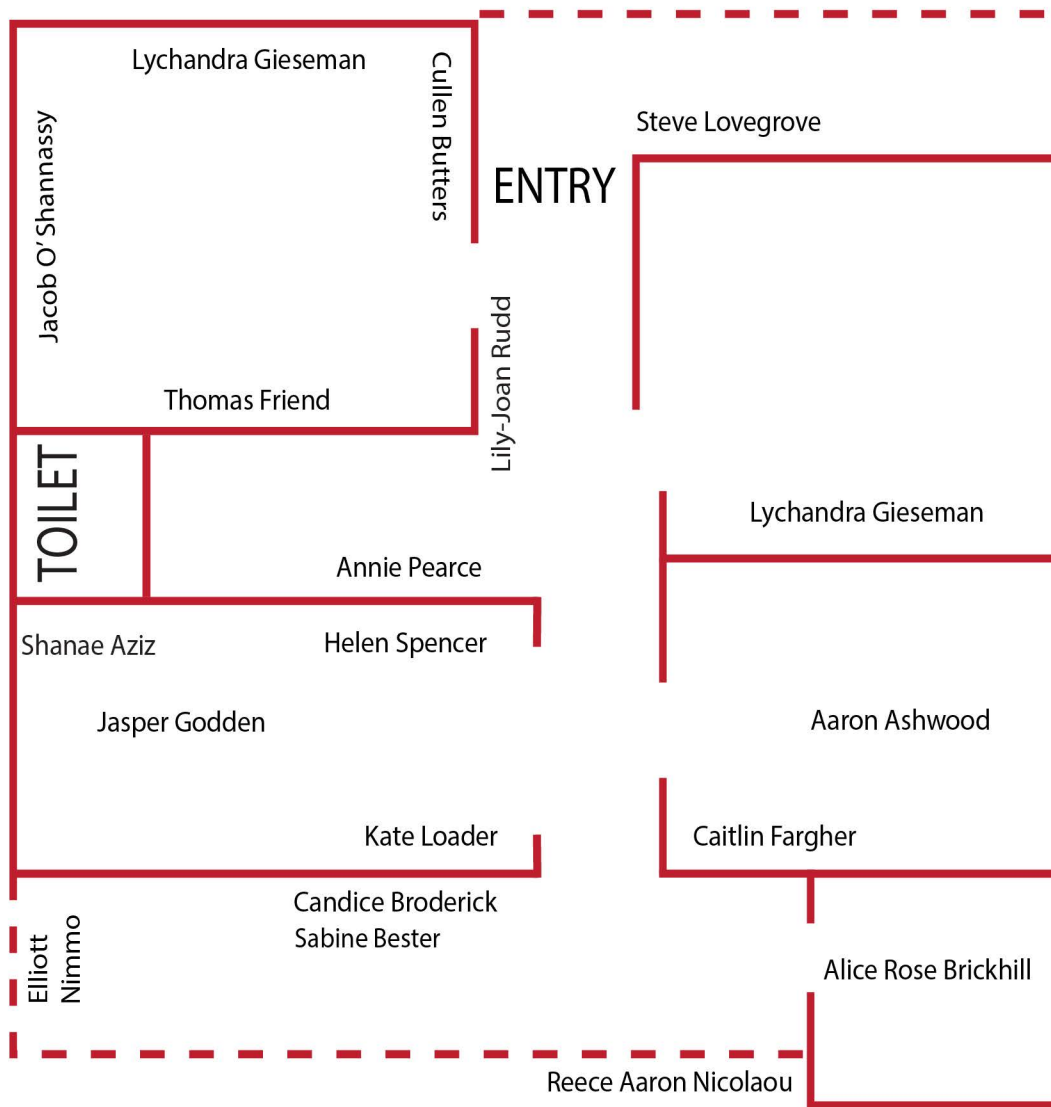 Lychandra Gieseman
Cullen Butters
Steve Lovegrove
ENTRY
Jacob O' Shannassy
Lily-Joan Rudd
Thomas Friend
TOILET
Lychandra Gieseman
Annie Pearce
Shanae Aziz
Helen Spencer
Jasper Godden
Aaron Ashwood
Kate Loader
Caitlin Fargher
Candice Broderick
Sabine Bester
Elliott
Nimmo
Alice Rose Brickhill
Reece Aaron Nicolaou